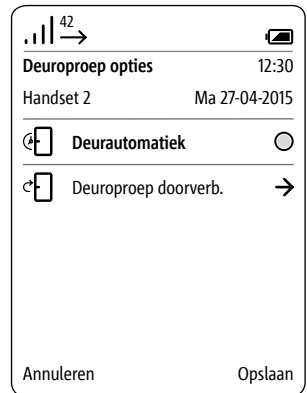 42
Deuroproep opties 12:30
Handset 2 Ma 27-04-2015
Deurautomatiek
Deuroproep doorverb.
Annuleren Opslaan